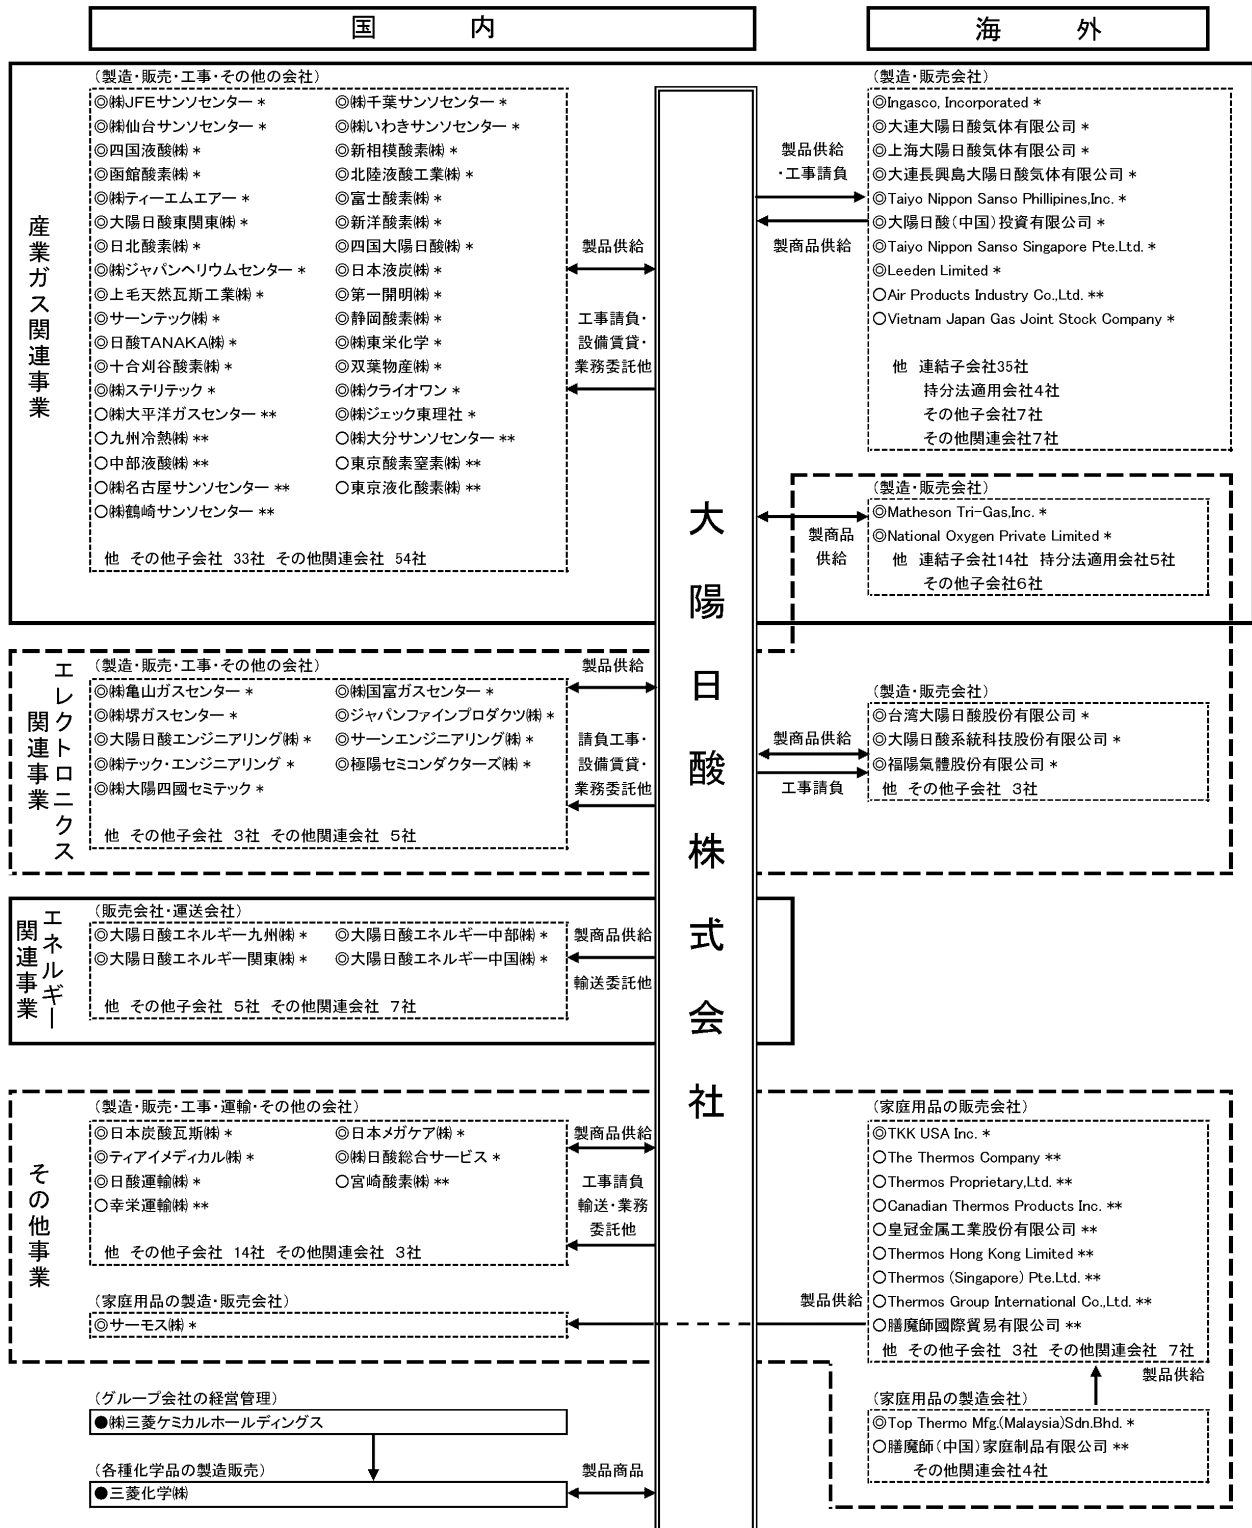 国内
海外
産業ガス関連事業
(製造・販売・工事・その他の会社)
◎㈱JFEサンソセンター * ◎㈱千葉サンソセンター *
◎㈱仙台サンソセンター * ◎㈱いわきサンソセンター *
◎四国液酸㈱ * ◎新相模酸素㈱ *
◎函館酸素㈱ * ◎北陸液酸工業㈱ *
◎㈱ティーエムエアー * ◎富士酸素㈱ *
◎大陽日酸東関東㈱ * ◎新洋酸素㈱ *
◎日北酸素㈱ * ◎四国大陽日酸㈱ *
◎㈱ジャパンヘリウムセンター * ◎日本液炭㈱ *
◎上毛天然瓦斯工業㈱ * ◎第一開明㈱ *
◎サーンテック㈱ * ◎静岡酸素㈱ *
◎日酸TANAKA㈱ * ◎㈱東栄化学 *
◎十合刈谷酸素㈱ * ◎双葉物産㈱ *
◎㈱ステリテック * ◎㈱クライオワン *
○㈱大平洋ガスセンター ** ◎㈱ジェック東理社 *
○九州冷熱㈱ ** ○㈱大分サンソセンター **
○中部液酸㈱ ** ○東京酸素窒素㈱ **
○㈱名古屋サンソセンター ** ○東京液化酸素㈱ **
○㈱鶴崎サンソセンター **
他 その他子会社 33社 その他関連会社 54社
製品供給
工事請負・
設備賃貸・
業務委託他
大陽日酸株式会社
製品供給
・工事請負
製商品供給
(製造・販売会社)
◎Ingasco, Incorporated *
◎大連大陽日酸気体有限公司 *
◎上海大陽日酸気体有限公司 *
◎大連長興島大陽日酸気体有限公司 *
◎Taiyo Nippon Sanso Phillipines,Inc. *
◎大陽日酸(中国)投資有限公司 *
◎Taiyo Nippon Sanso Singapore Pte.Ltd. *
◎Leeden Limited *
○Air Products Industry Co.,Ltd. **
○Vietnam Japan Gas Joint Stock Company *
他 連結子会社35社
持分法適用会社4社
その他子会社7社
その他関連会社7社
製商品
供給
(製造・販売会社)
◎Matheson Tri-Gas,Inc. *
◎National Oxygen Private Limited *
他 連結子会社14社 持分法適用会社5社
その他子会社6社
エレクトロニクス
関連事業
(製造・販売・工事・その他の会社)
◎㈱亀山ガスセンター * ◎㈱国富ガスセンター *
◎㈱堺ガスセンター * ◎ジャパンファインプロダクツ㈱ *
◎大陽日酸エンジニアリング㈱ * ◎サーンエンジニアリング㈱ *
◎㈱テック・エンジニアリング * ◎極陽セミコンダクターズ㈱ *
◎㈱大陽四國セミテック *
他 その他子会社 3社 その他関連会社 5社
製品供給
請負工事・
設備賃貸・
業務委託他
製商品供給
工事請負
(製造・販売会社)
◎台湾大陽日酸股份有限公司 *
◎大陽日酸系統科技股份有限公司 *
◎福陽氣體股份有限公司 *
他 その他子会社 3社
エネルギー
関連事業
(販売会社・運送会社)
◎大陽日酸エネルギー九州㈱ * ◎大陽日酸エネルギー中部㈱ *
◎大陽日酸エネルギー関東㈱ * ◎大陽日酸エネルギー中国㈱ *
他 その他子会社 5社 その他関連会社 7社
製商品供給
輸送委託他
その他事業
(製造・販売・工事・運輸・その他の会社)
◎日本炭酸瓦斯㈱ * ◎日本メガケア㈱ *
◎ティアイメディカル㈱ * ◎㈱日酸総合サービス *
◎日酸運輸㈱ * ○宮崎酸素㈱ **
○幸栄運輸㈱ **
他 その他子会社 14社 その他関連会社 3社
製商品供給
工事請負
輸送・業務
委託他
(家庭用品の製造・販売会社)
◎サーモス㈱ *
製品供給
(家庭用品の販売会社)
◎TKK USA Inc. *
○The Thermos Company **
○Thermos Proprietary,Ltd. **
○Canadian Thermos Products Inc. **
○皇冠金属工業股份有限公司 **
○Thermos Hong Kong Limited **
○Thermos (Singapore) Pte.Ltd. **
○Thermos Group International Co.,Ltd. **
○膳魔師國際貿易有限公司 **
他 その他子会社 3社 その他関連会社 7社
製品供給
(家庭用品の製造会社)
◎Top Thermo Mfg.(Malaysia)Sdn.Bhd. *
○膳魔師(中国)家庭制品有限公司 **
その他関連会社4社
(グループ会社の経営管理)
●㈱三菱ケミカルホールディングス
(各種化学品の製造販売)
●三菱化学㈱
製品商品